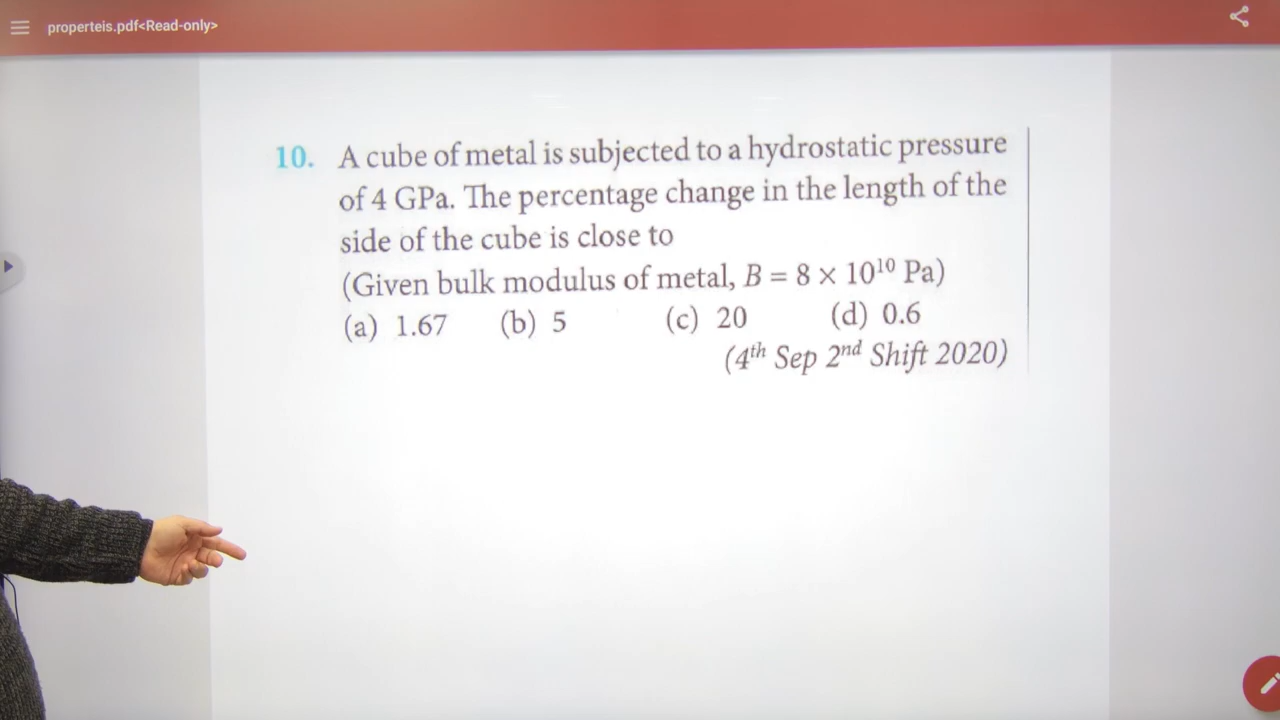 properteis.pdf<Read-only>
10. A cube of metal is subjected to a hydrostatic pressure
of 4 GPa. The percentage change in the length of the
side of the cube is close to
(Given bulk modulus of metal, B = 8 × 10¹⁰ Pa)
(a) 1.67 (b) 5 (c) 20 (d) 0.6
(4th Sep 2nd Shift 2020)